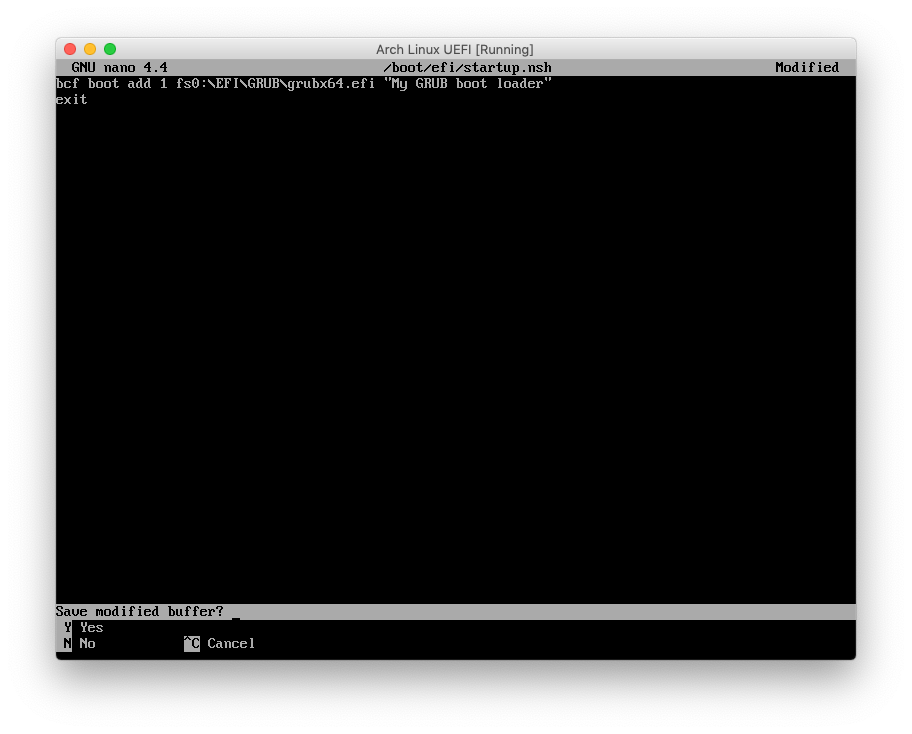 Arch Linux UEFI [Running]
GNU nano 4.4 /boot/efi/startup.nsh Modified
bcf boot add 1 fs0:\EFI\GRUB\grubx64.efi "My GRUB boot loader"
exit
Save modified buffer?
Y Yes
N No ^C Cancel